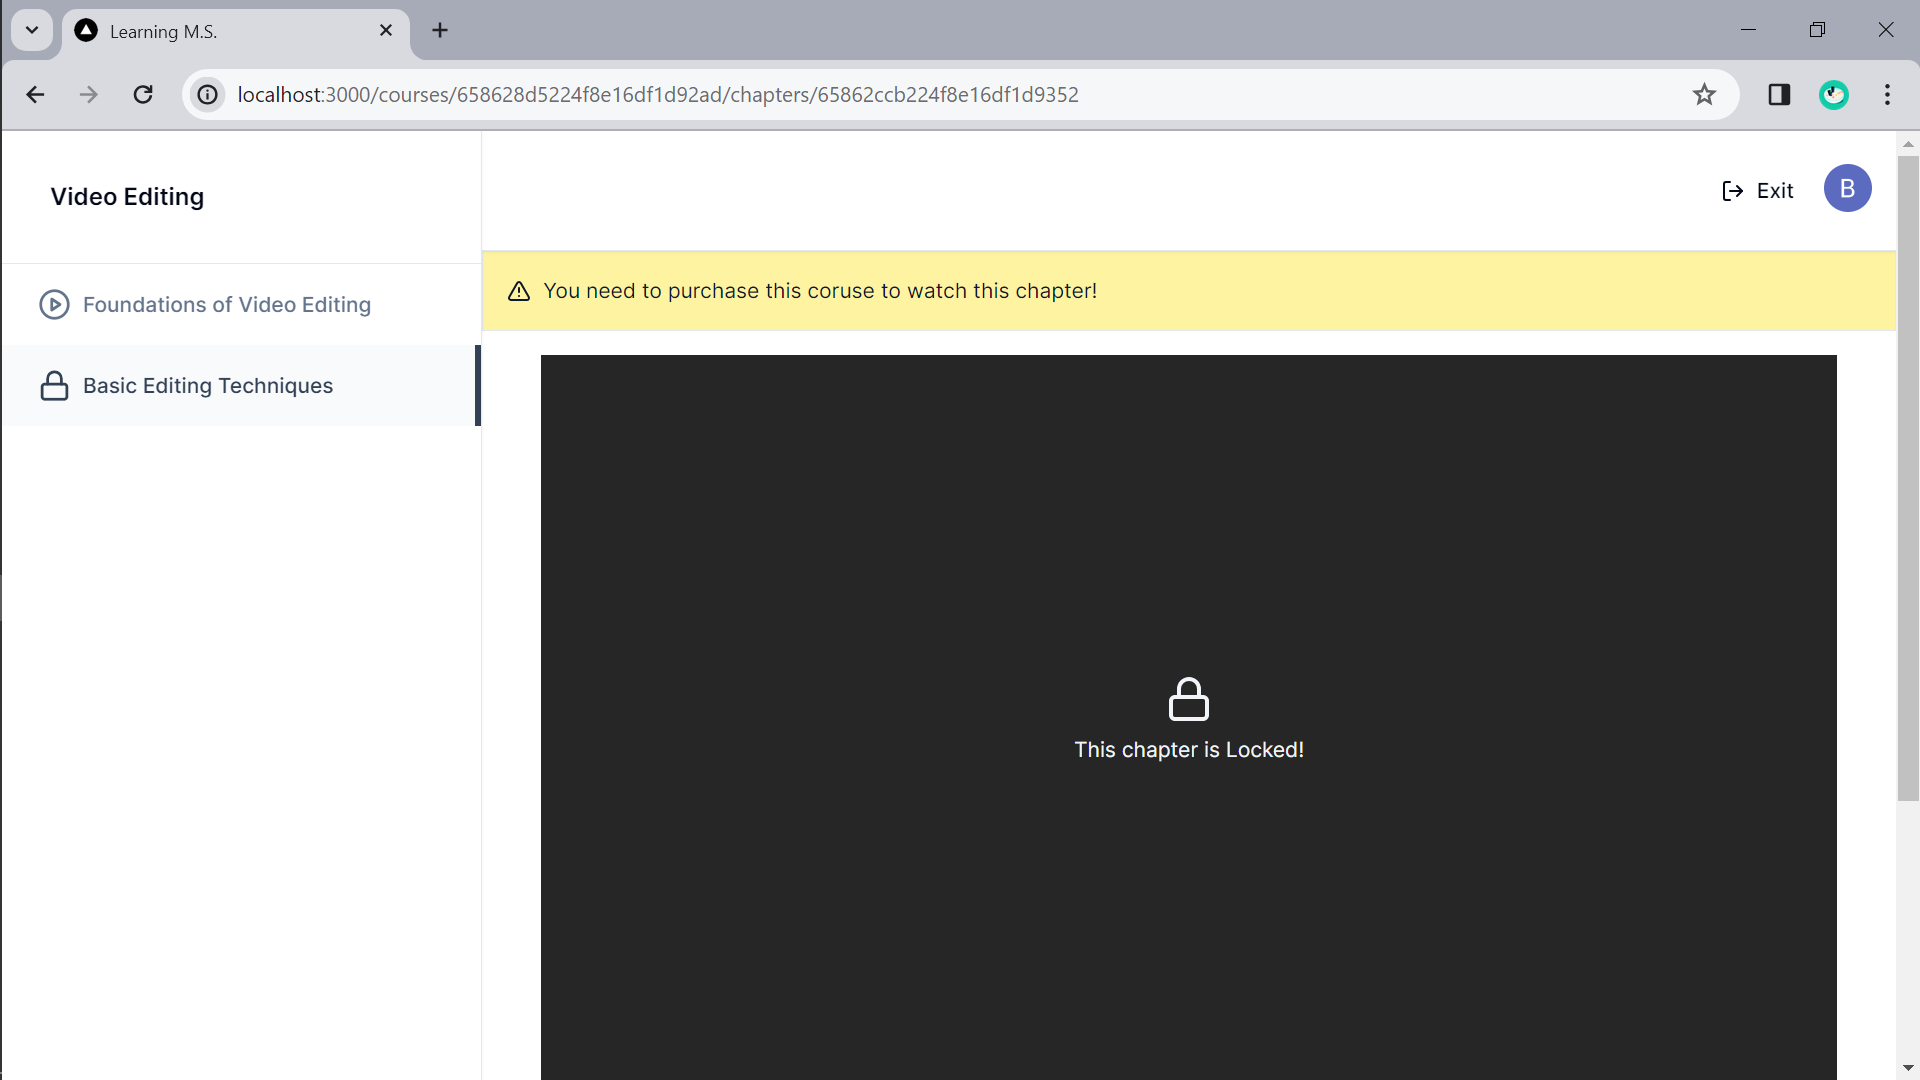 Learning M.S.
localhost:3000/courses/658628d5224f8e16df1d92ad/chapters/65862ccb224f8e16df1d9352
Video Editing
Exit
B
Foundations of Video Editing
You need to purchase this coruse to watch this chapter!
Basic Editing Techniques
This chapter is Locked!